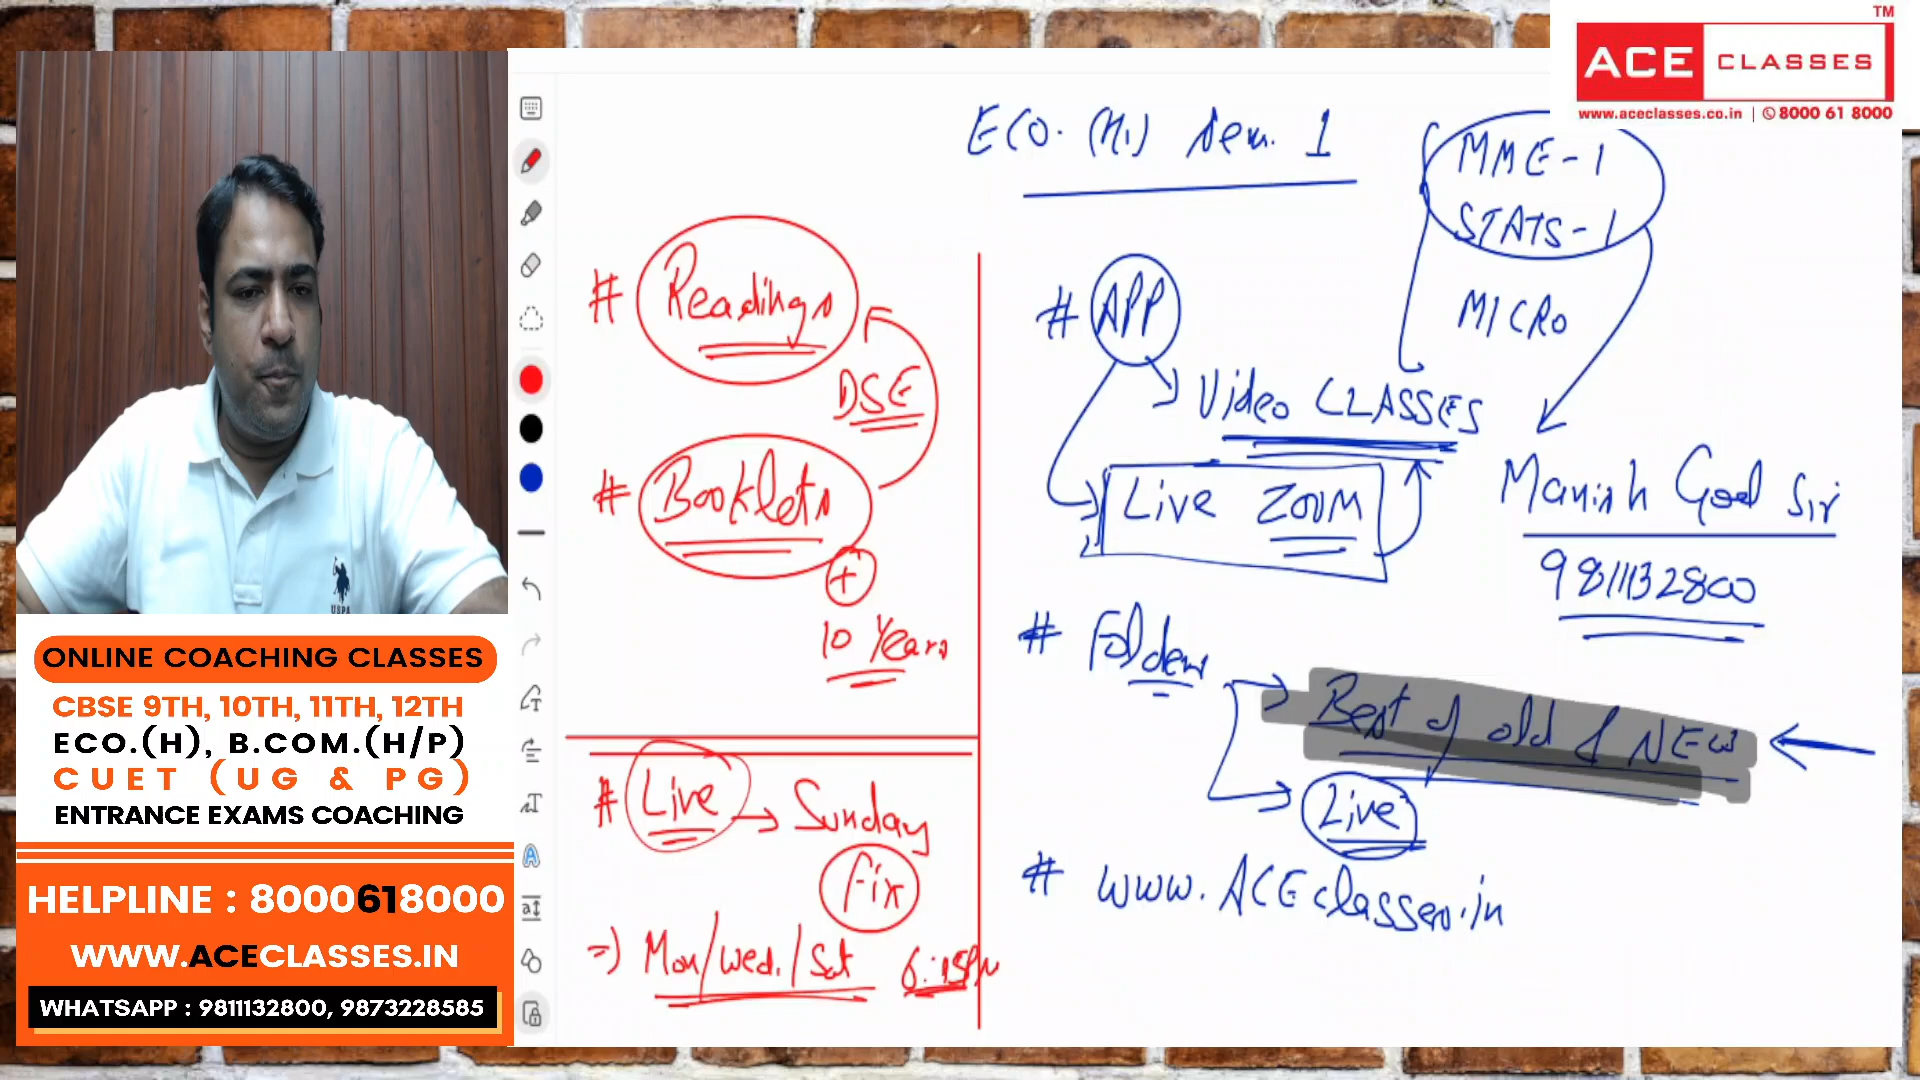 TM
ACE CLASSES
www.aceclasses.co.in | 8000 61 8000
ECO. (H.) Sem. 1
MME-1
STATS-1
MICRO
# APP
Video CLASSES
Live ZOOM
Manish Goel Sir
9811132800
# Folders
Best of old & NEW
Live
# www.ACEclasses.in
# Readings
DSE
# Booklets
+
10 Years
# Live → Sunday
fix
=) Mon/Wed./Sat 6:15PM
USPA
ONLINE COACHING CLASSES
CBSE 9TH, 10TH, 11TH, 12TH
ECO.(H), B.COM.(H/P)
CUET (UG & PG)
ENTRANCE EXAMS COACHING
HELPLINE : 8000618000
WWW.ACECLASSES.IN
WHATSAPP : 9811132800, 9873228585